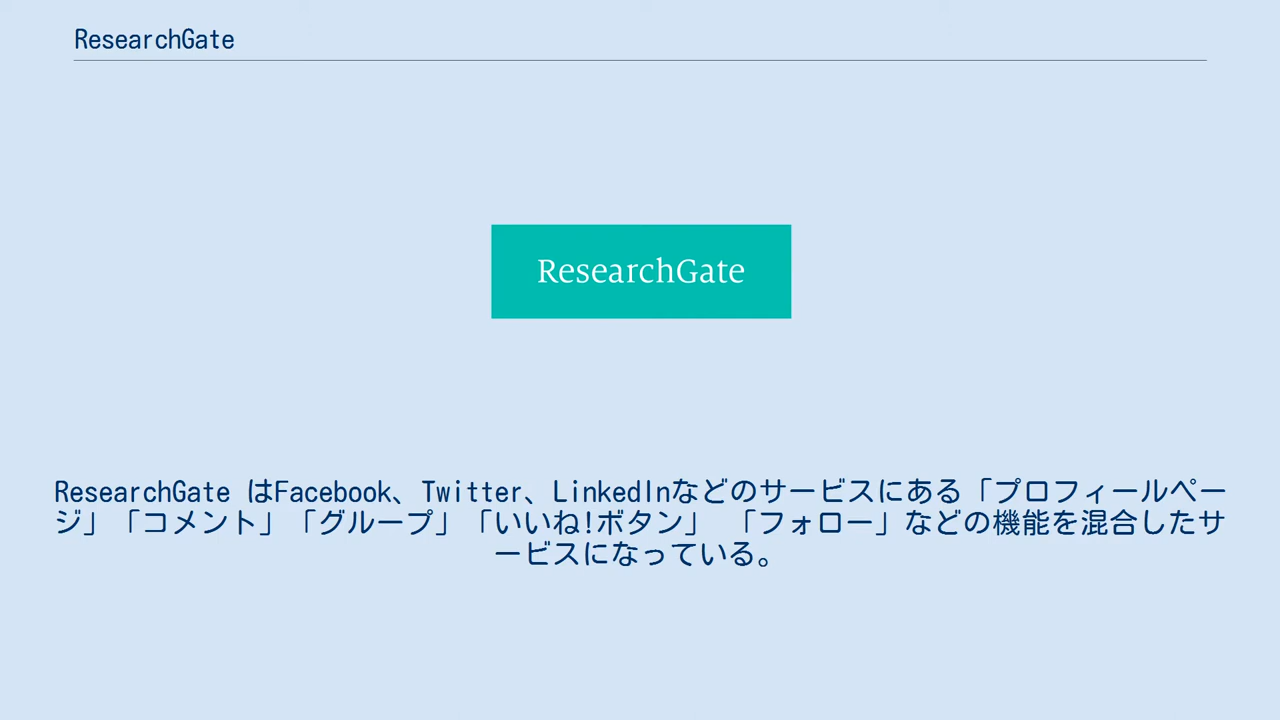 ResearchGate
ResearchGate
ResearchGate はFacebook、Twitter、LinkedInなどのサービスにある「プロフィールペー
ジ」「コメント」「グループ」「いいね!ボタン」 「フォロー」などの機能を混合したサ
ービスになっている。